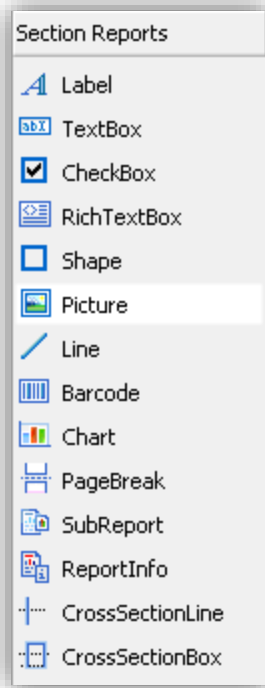 Section Reports
Label
TextBox
CheckBox
RichTextBox
Shape
Picture
Line
Barcode
Chart
PageBreak
SubReport
ReportInfo
CrossSectionLine
CrossSectionBox